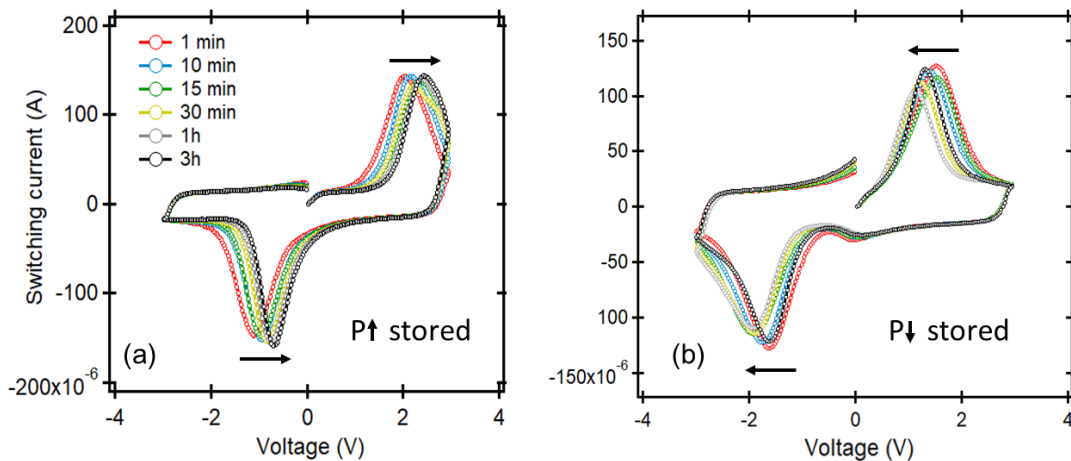 200
100
0
-100
-200x10⁻⁶
Switching current (A)
1 min
10 min
15 min
30 min
1h
3h
(a)
P↑ stored
-4
-2
0
2
4
Voltage (V)
150
100
50
0
-50
100
-150x10⁻⁶
(b)
P↓ stored
-4
-2
0
2
4
Voltage (V)